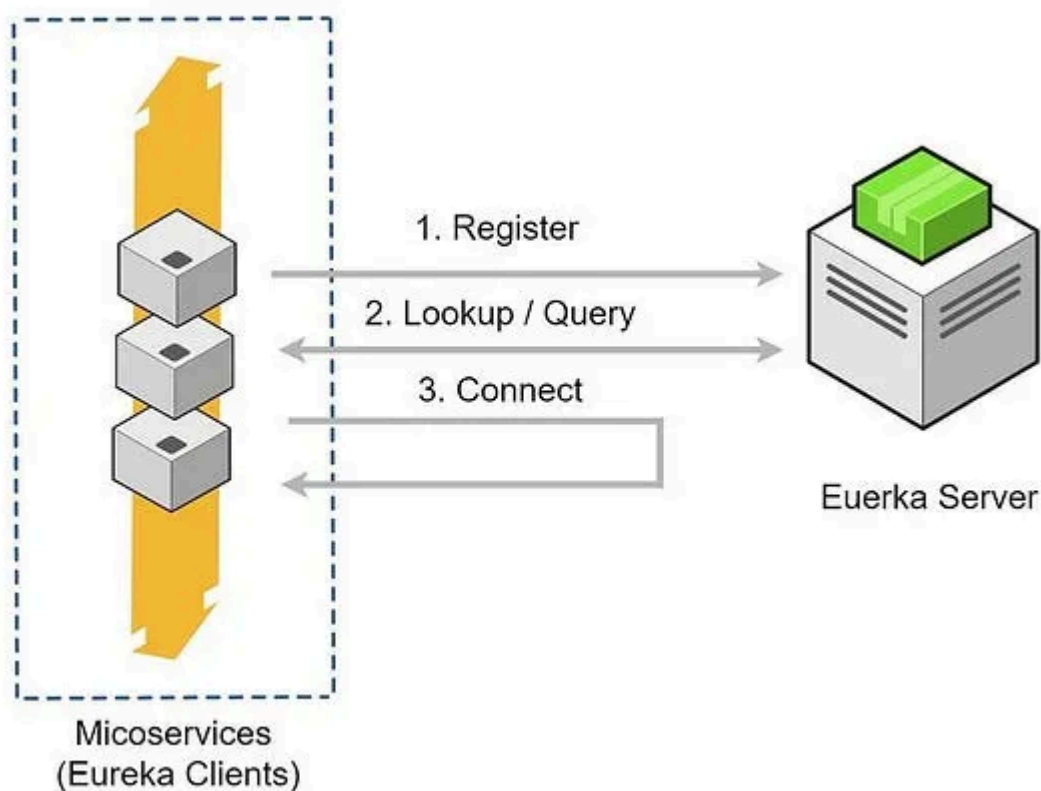 1. Register
2. Lookup / Query
3. Connect
Euerka Server
Micoservices
(Eureka Clients)